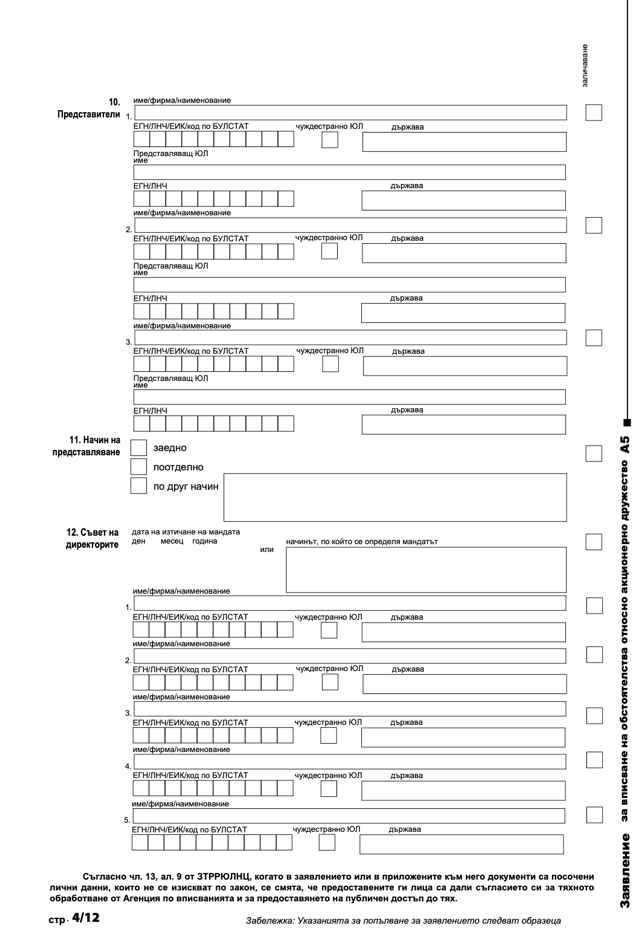 заличаване
10.
Представители
име/фирма/наименование
1.
ЕГН/ЛНЧ/ЕИК/код по БУЛСТАТ чуждестранно ЮЛ държава
Представляващ ЮЛ
име
ЕГН/ЛНЧ държава
име/фирма/наименование
2.
ЕГН/ЛНЧ/ЕИК/код по БУЛСТАТ чуждестранно ЮЛ държава
Представляващ ЮЛ
име
ЕГН/ЛНЧ държава
име/фирма/наименование
3.
ЕГН/ЛНЧ/ЕИК/код по БУЛСТАТ чуждестранно ЮЛ държава
Представляващ ЮЛ
име
ЕГН/ЛНЧ държава
11. Начин на
представляване
заедно
поотделно
по друг начин
12. Съвет на
директорите
дата на изтичане на мандата
ден месец година
или
начинът, по който се определя мандатът
име/фирма/наименование
1.
ЕГН/ЛНЧ/ЕИК/код по БУЛСТАТ чуждестранно ЮЛ държава
име/фирма/наименование
2.
ЕГН/ЛНЧ/ЕИК/код по БУЛСТАТ чуждестранно ЮЛ държава
име/фирма/наименование
3.
ЕГН/ЛНЧ/ЕИК/код по БУЛСТАТ чуждестранно ЮЛ държава
име/фирма/наименование
4.
ЕГН/ЛНЧ/ЕИК/код по БУЛСТАТ чуждестранно ЮЛ държава
име/фирма/наименование
5.
ЕГН/ЛНЧ/ЕИК/код по БУЛСТАТ чуждестранно ЮЛ държава
Съгласно чл. 13, ал. 9 от ЗТРРЮЛНЦ, когато в заявлението или в приложените към него документи са посочени
лични данни, които не се изискват по закон, се смята, че предоставените ги лица са дали съгласието си за тяхното
обработване от Агенция по вписванията и за предоставянето на публичен достъп до тях.
стр. 4/12
Забележка: Указанията за попълване за заявлението следват образеца
Заявление за вписване на обстоятелства относно акционерно дружество А5